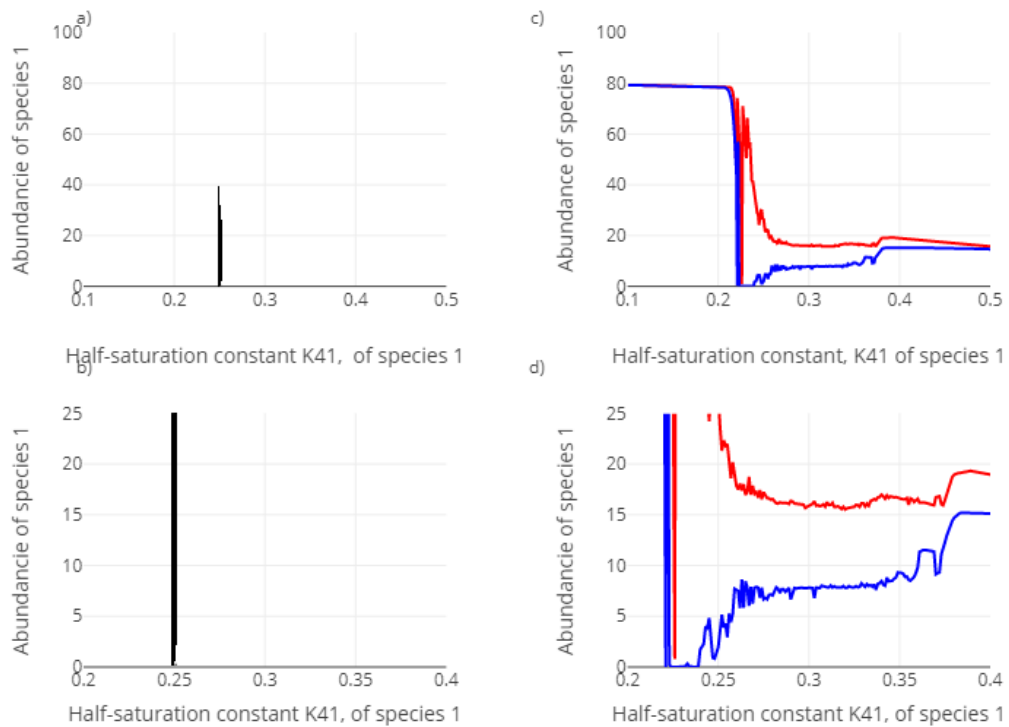 a)
100
80
60
40
20
0
0.1 0.2 0.3 0.4 0.5
Abundancie of species 1
Half-saturation constant K41, of species 1
c)
100
80
60
40
20
0
0.1 0.2 0.3 0.4 0.5
Abundance of species 1
Half-saturation constant, K41 of species 1
b)
25
20
15
10
5
0
0.2 0.25 0.3 0.35 0.4
Abundancie of species 1
Half-saturation constant K41, of species 1
d)
25
20
15
10
5
0
0.2 0.25 0.3 0.35 0.4
Abundancie of species 1
Half-saturation constant K41, of species 1